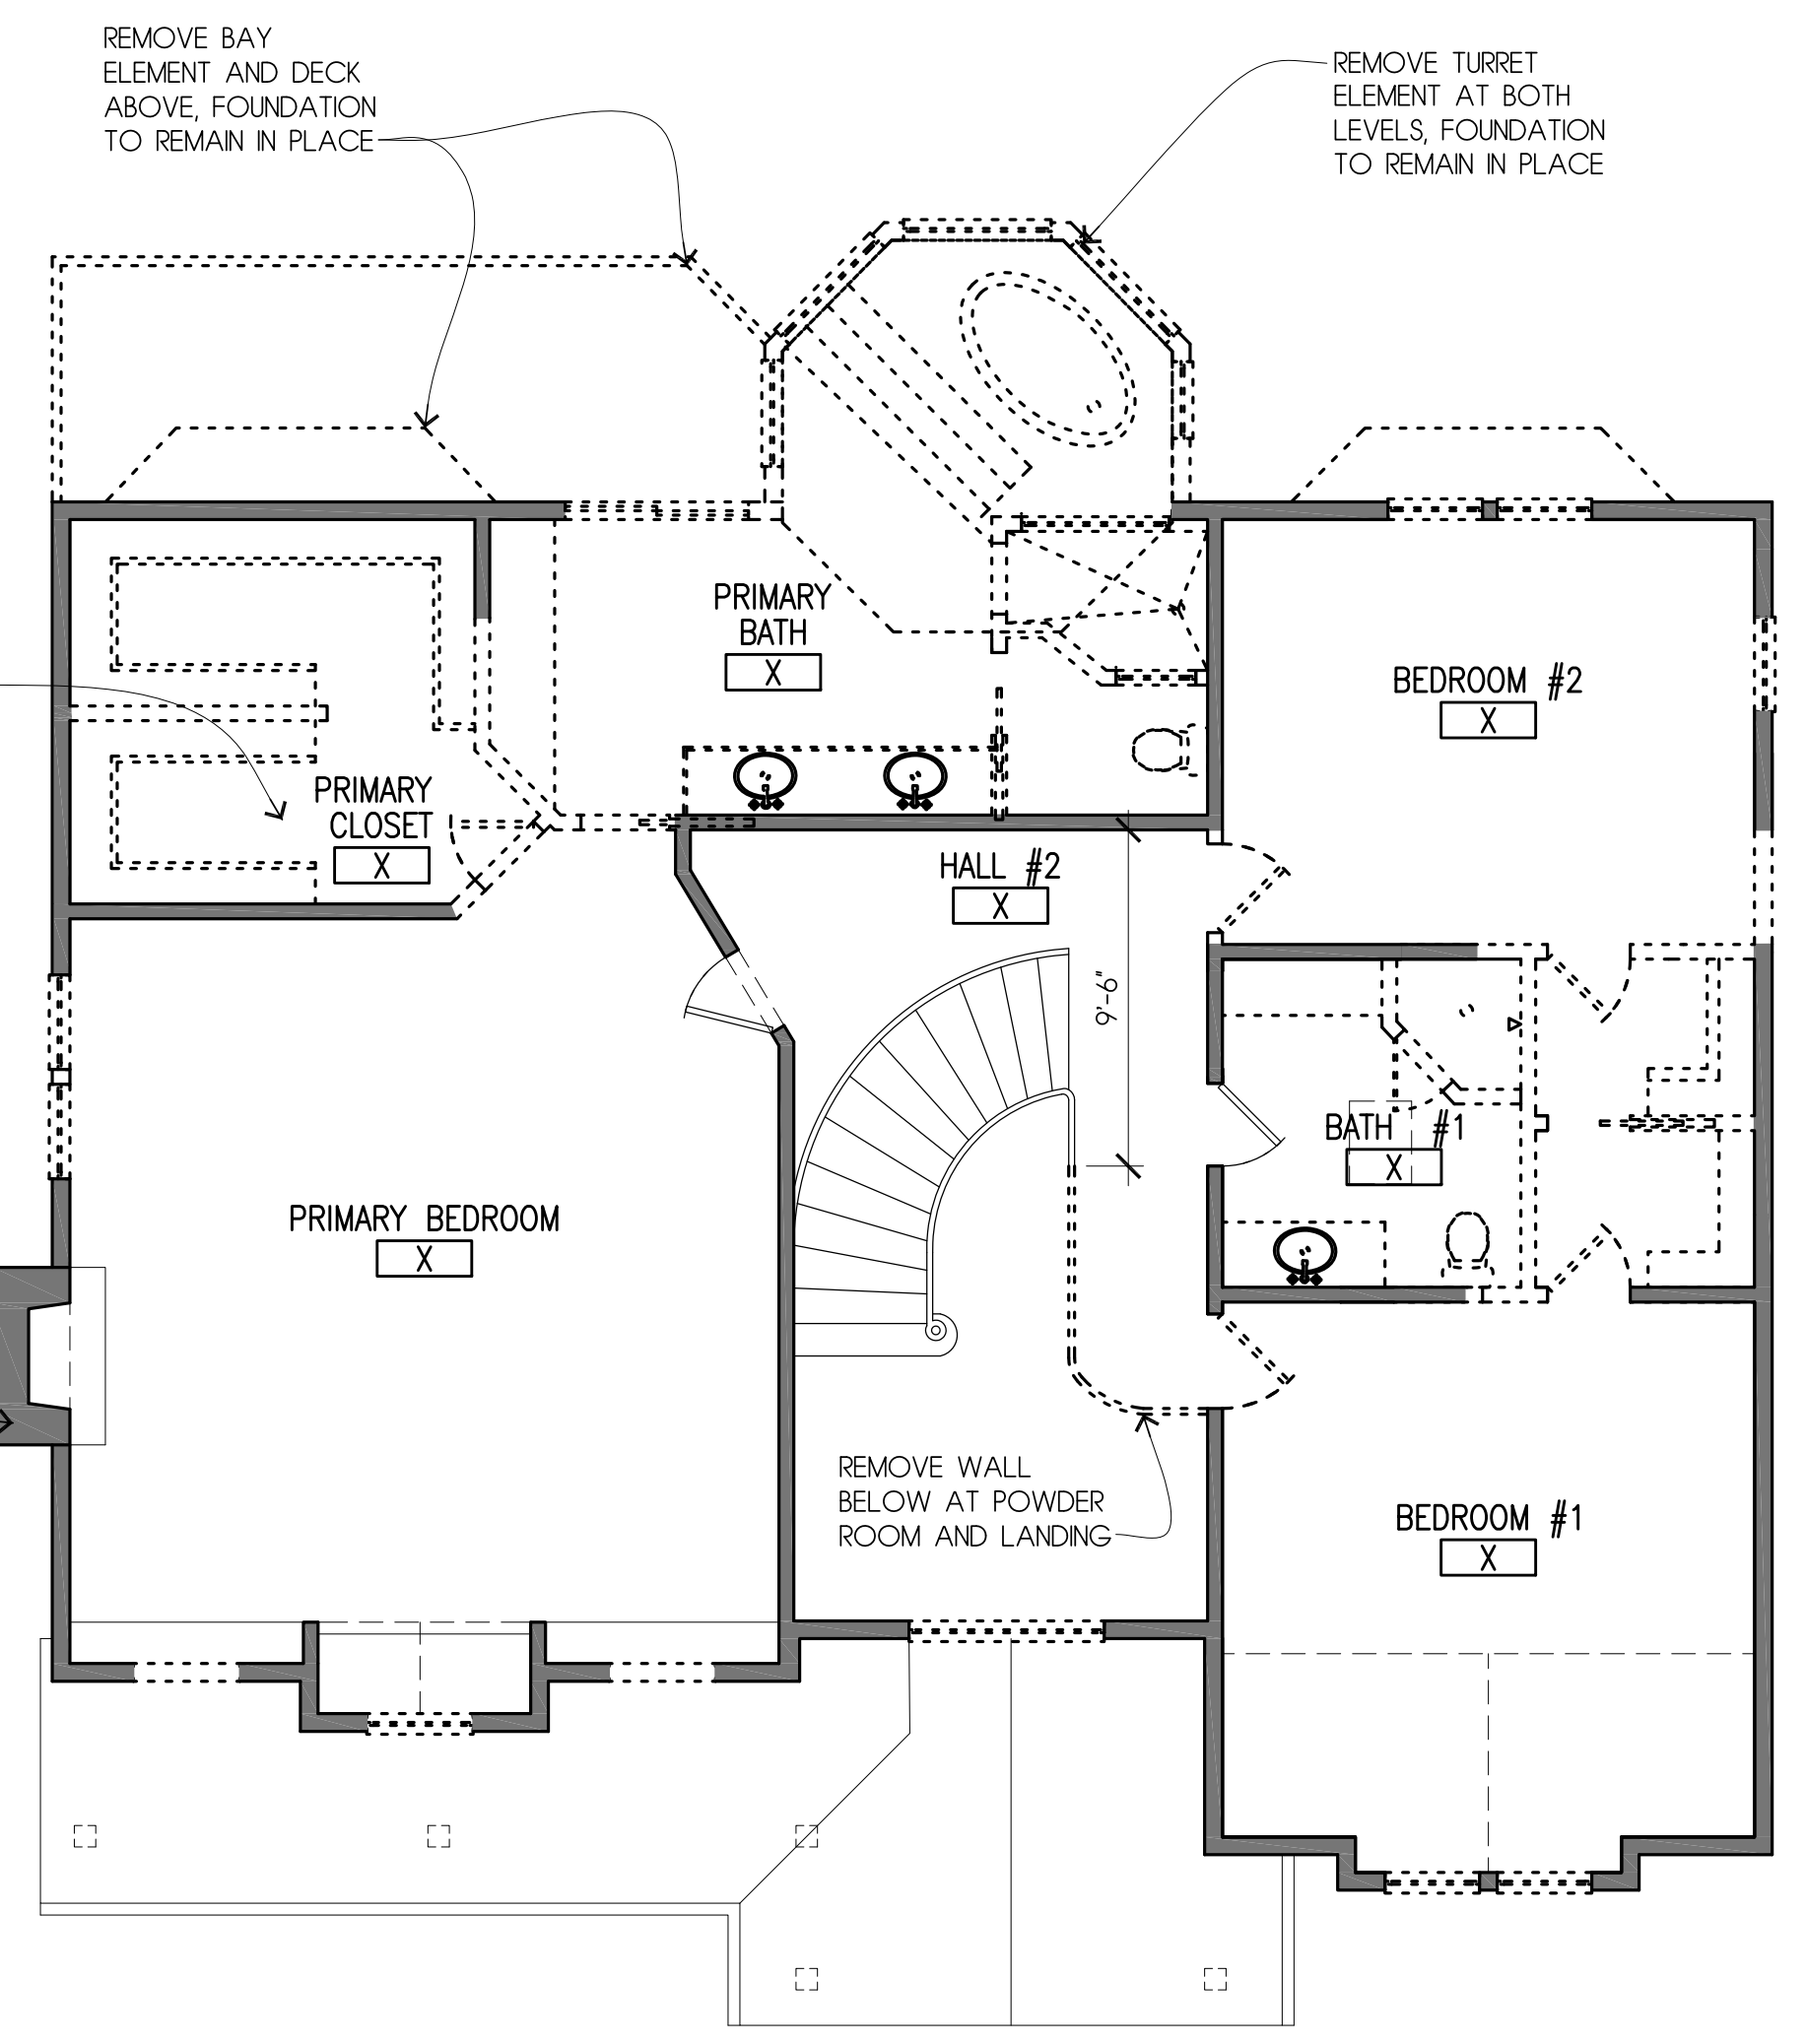 REMOVE BAY
ELEMENT AND DECK
ABOVE, FOUNDATION
TO REMAIN IN PLACE
REMOVE TURRET
ELEMENT AT BOTH
LEVELS, FOUNDATION
TO REMAIN IN PLACE
PRIMARY
BATH
X
BEDROOM #2
X
PRIMARY
CLOSET
X
HALL #2
X
9'-6"
BATH #1
X
PRIMARY BEDROOM
X
REMOVE WALL
BELOW AT POWDER
ROOM AND LANDING
BEDROOM #1
X